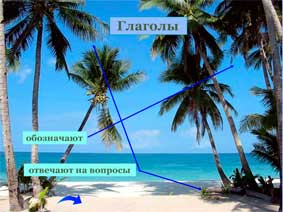 Глаголы
обозначают
отвечают на вопросы